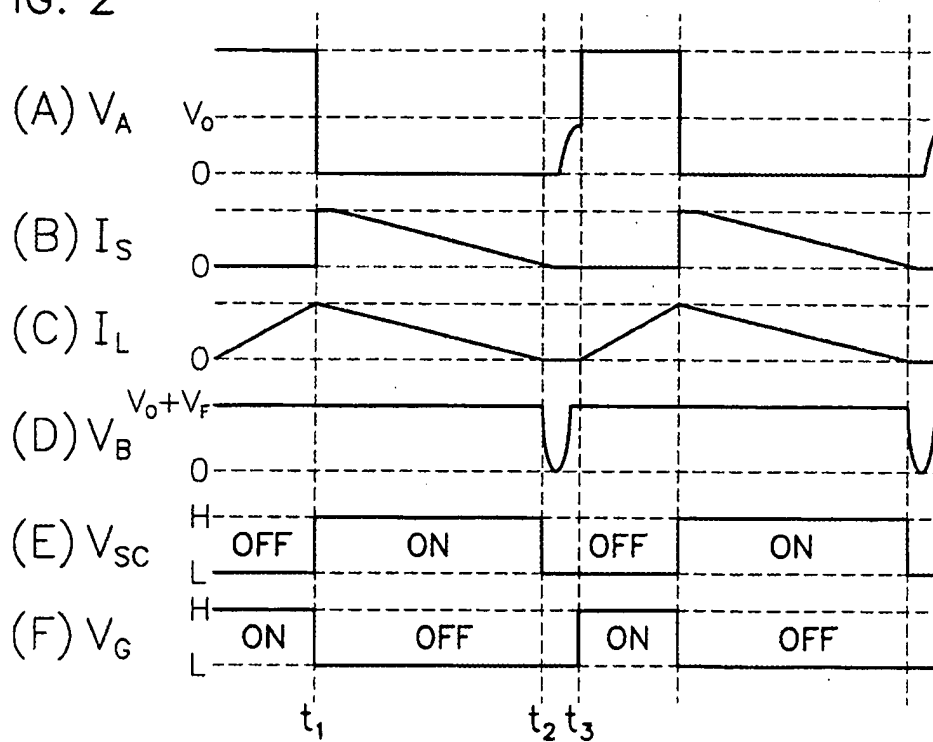 IG. 2
(A) V_A
V_O
0
(B) I_S
0
(C) I_L
0
V_O+V_F
(D) V_B
0
(E) V_SC
H
L
OFF ON OFF ON
(F) V_G
H
L
ON OFF ON OFF
t_1 t_2 t_3